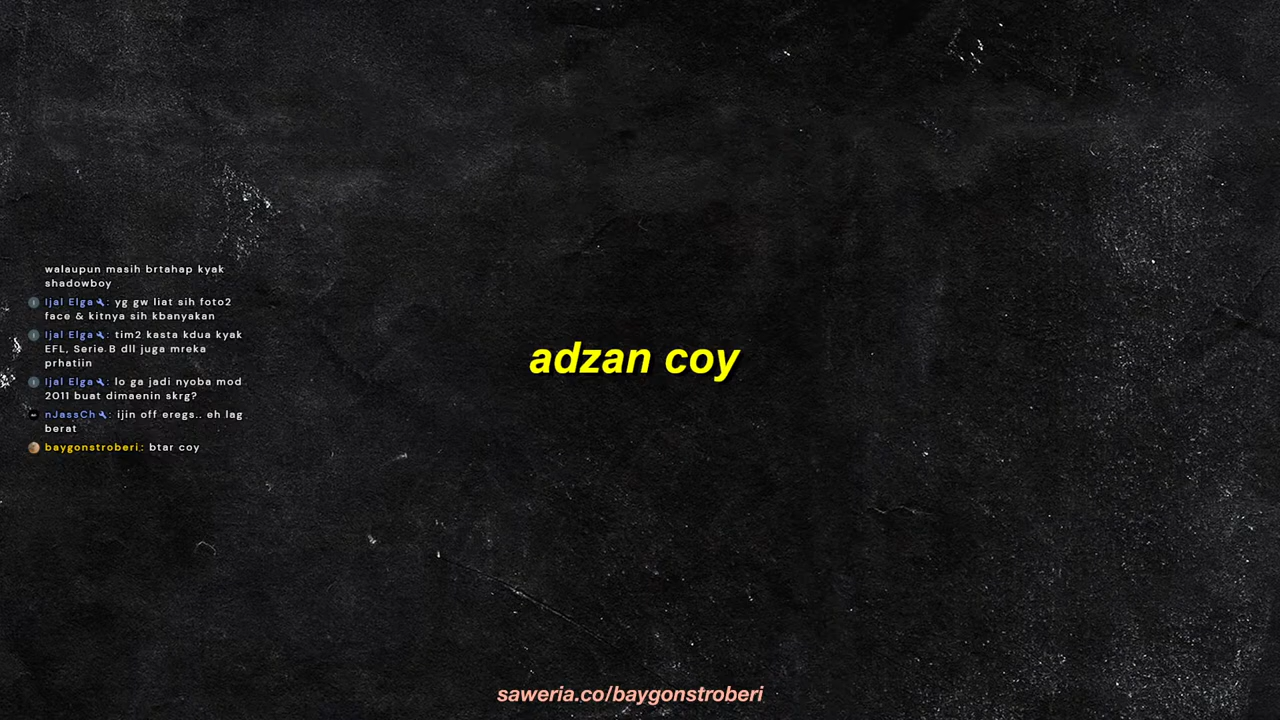 walaupun masih brtahap kyak
shadowboy
Ijal Elga: yg gw liat sih foto2
face & kitnya sih kbanyakan
Ijal Elga: tim2 kasta kdua kyak
EFL, Serie B dll juga mreka
prhatiin
Ijal Elga: lo ga jadi nyoba mod
2011 buat dimaenin skrg?
nJassCh: ijin off eregs.. eh lag
berat
baygonstroberi: btar coy
adzan coy
saweria.co/baygonstroberi